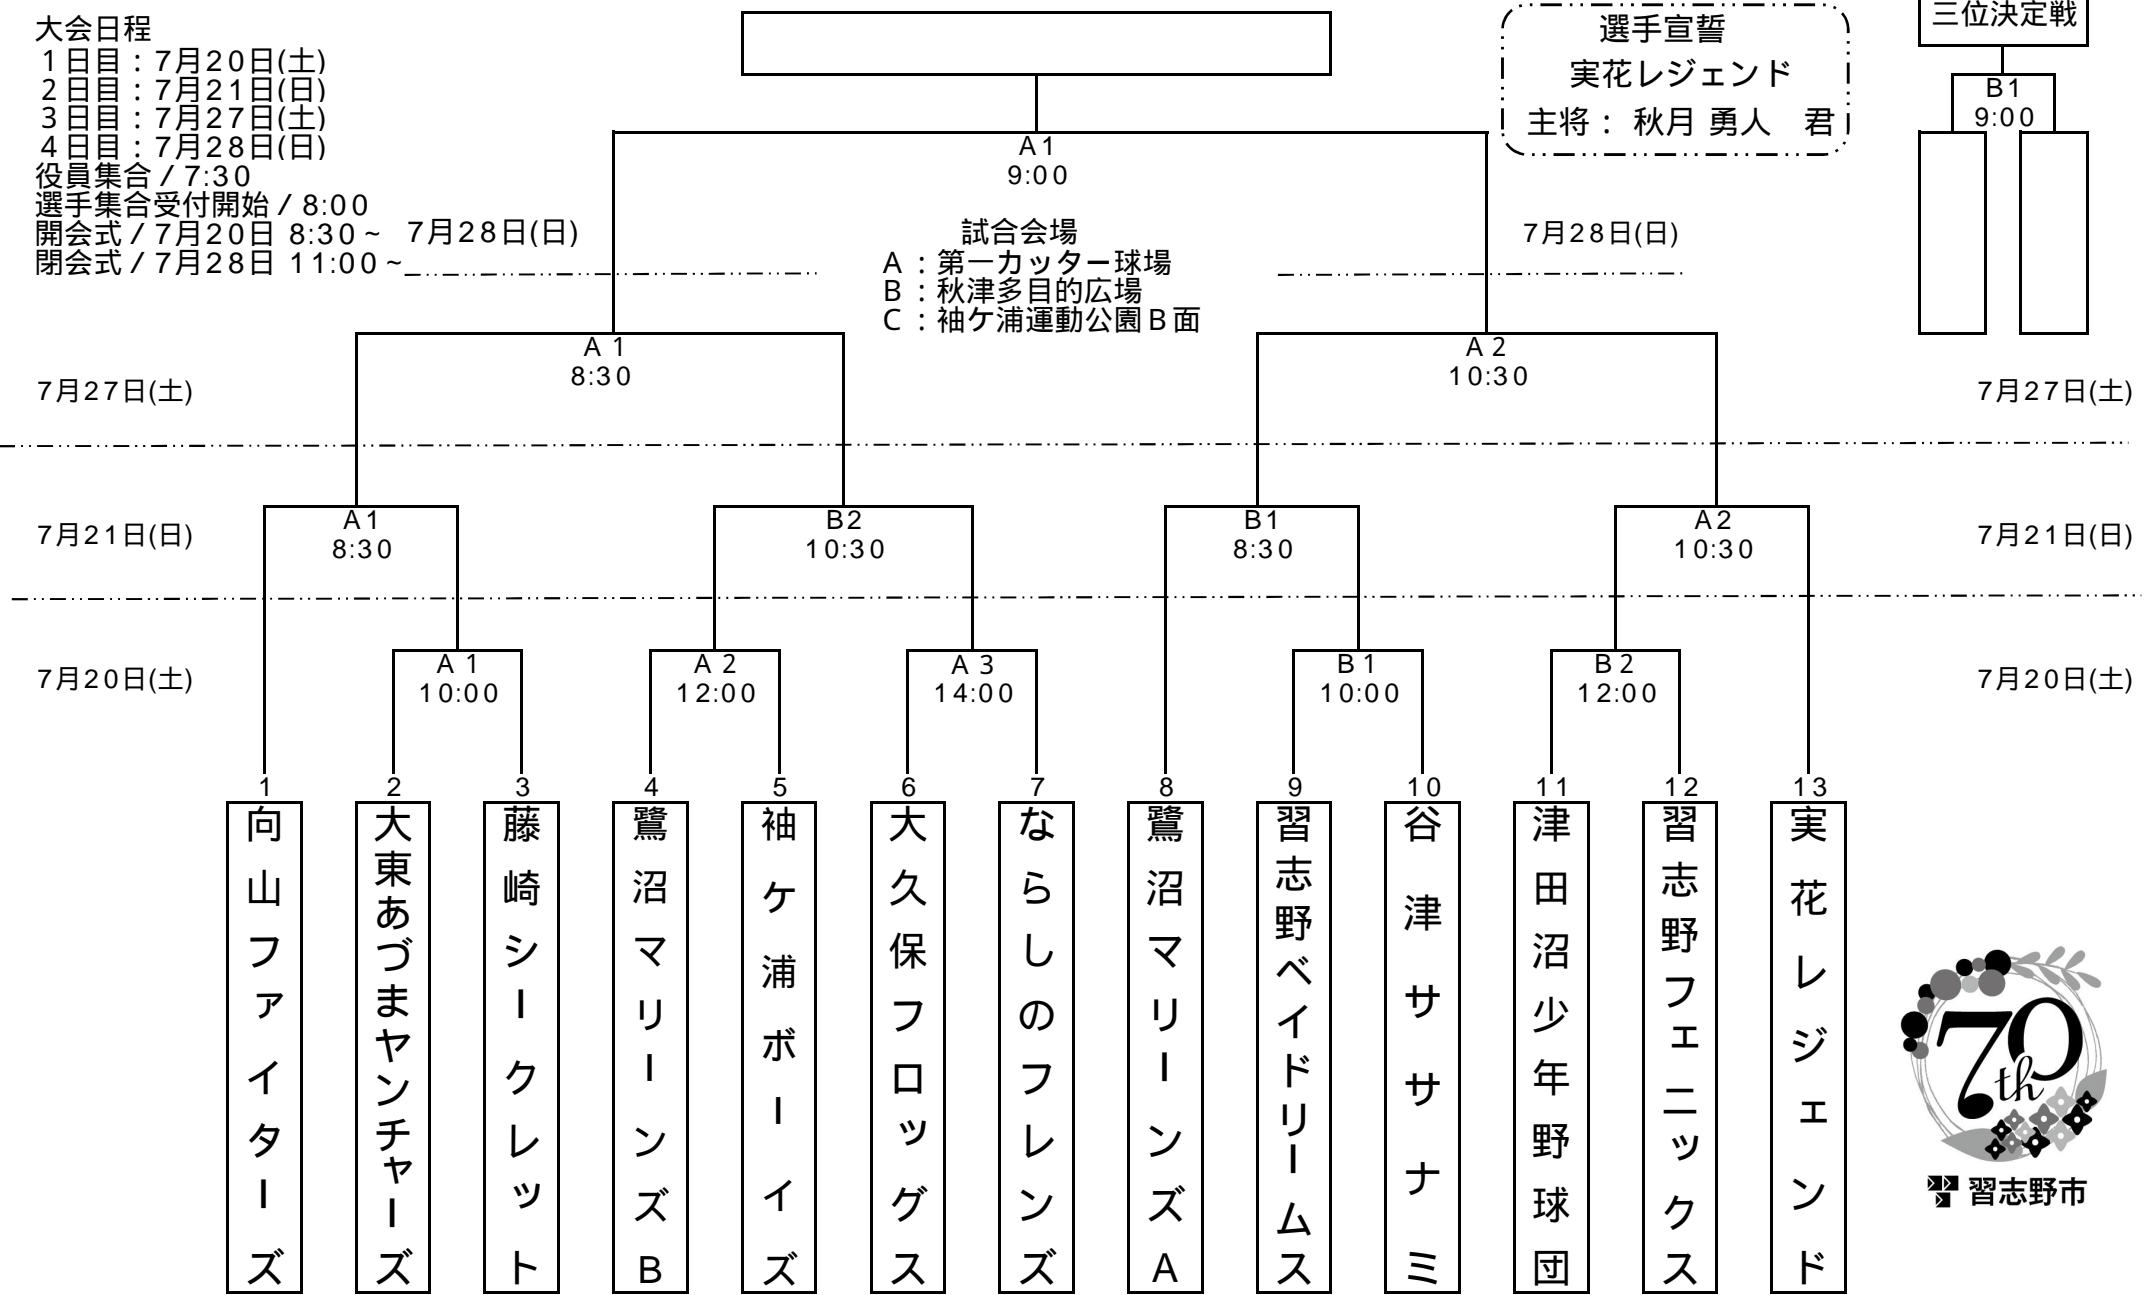 大会日程
1日目：7月20日(土)
2日目：7月21日(日)
3日目：7月27日(土)
4日目：7月28日(日)
役員集合/7:30
選手集合受付開始/8:00
開会式/7月20日 8:30~
閉会式/7月28日 11:00~
選手宣誓
実花レジェンド
主将： 秋月 勇人　君
三位決定戦
B1
9:00
A1
9:00
7月28日(日)
試合会場
A：第一カッター球場
B：秋津多目的広場
C：袖ケ浦運動公園B面
7月28日(日)
7月27日(土)
A1
8:30
A2
10:30
7月27日(土)
7月21日(日)
A1
8:30
B2
10:30
B1
8:30
A2
10:30
7月21日(日)
7月20日(土)
A1
10:00
A2
12:00
A3
14:00
B1
10:00
B2
12:00
7月20日(土)
1
向山ファイターズ
2
大東あづまヤンチャーズ
3
藤崎シークレット
4
鷺沼マリーンズB
5
袖ケ浦ボーイズ
6
大久保フロッグス
7
ならしのフレンズ
8
鷺沼マリーンズA
9
習志野ベイドリームス
10
谷津サザナミ
11
津田沼少年野球団
12
習志野フェニックス
13
実花レジェンド
70th
習志野市